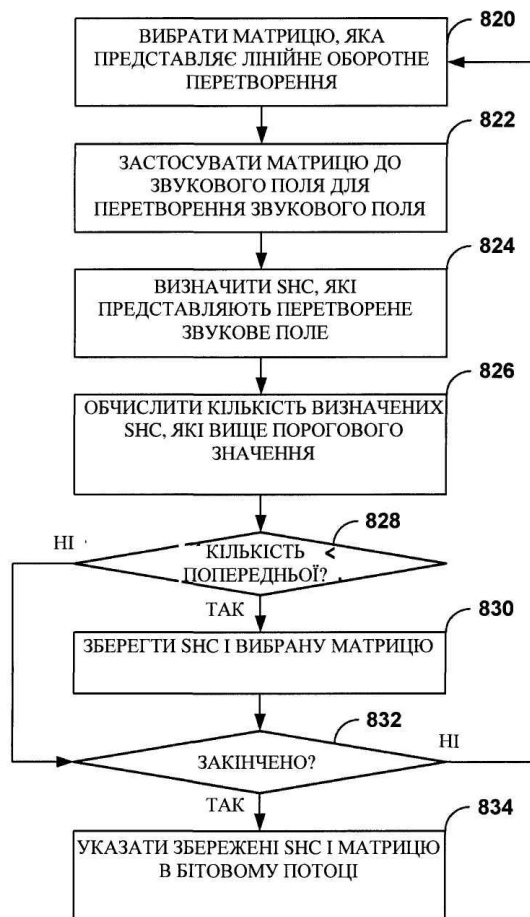 820
ВИБРАТИ МАТРИЦЮ, ЯКА
ПРЕДСТАВЛЯЄ ЛІНІЙНЕ ОБОРОТНЕ
ПЕРЕТВОРЕННЯ
822
ЗАСТОСУВАТИ МАТРИЦЮ ДО
ЗВУКОВОГО ПОЛЯ ДЛЯ
ПЕРЕТВОРЕННЯ ЗВУКОВОГО ПОЛЯ
824
ВИЗНАЧИТИ SHC, ЯКІ
ПРЕДСТАВЛЯЮТЬ ПЕРЕТВОРЕНЕ
ЗВУКОВЕ ПОЛЕ
826
ОБЧИСЛИТИ КІЛЬКІСТЬ ВИЗНАЧЕНИХ
SHC, ЯКІ ВИЩЕ ПОРОГОВОГО
ЗНАЧЕННЯ
828
НІ
КІЛЬКІСТЬ <
ПОПЕРЕДНЬОЇ?
ТАК
830
ЗБЕРЕГТИ SHC І ВИБРАНУ МАТРИЦЮ
832
ЗАКІНЧЕНО?
НІ
ТАК
834
УКАЗАТИ ЗБЕРЕЖЕНІ SHC І МАТРИЦЮ
В БІТОВОМУ ПОТОЦІ